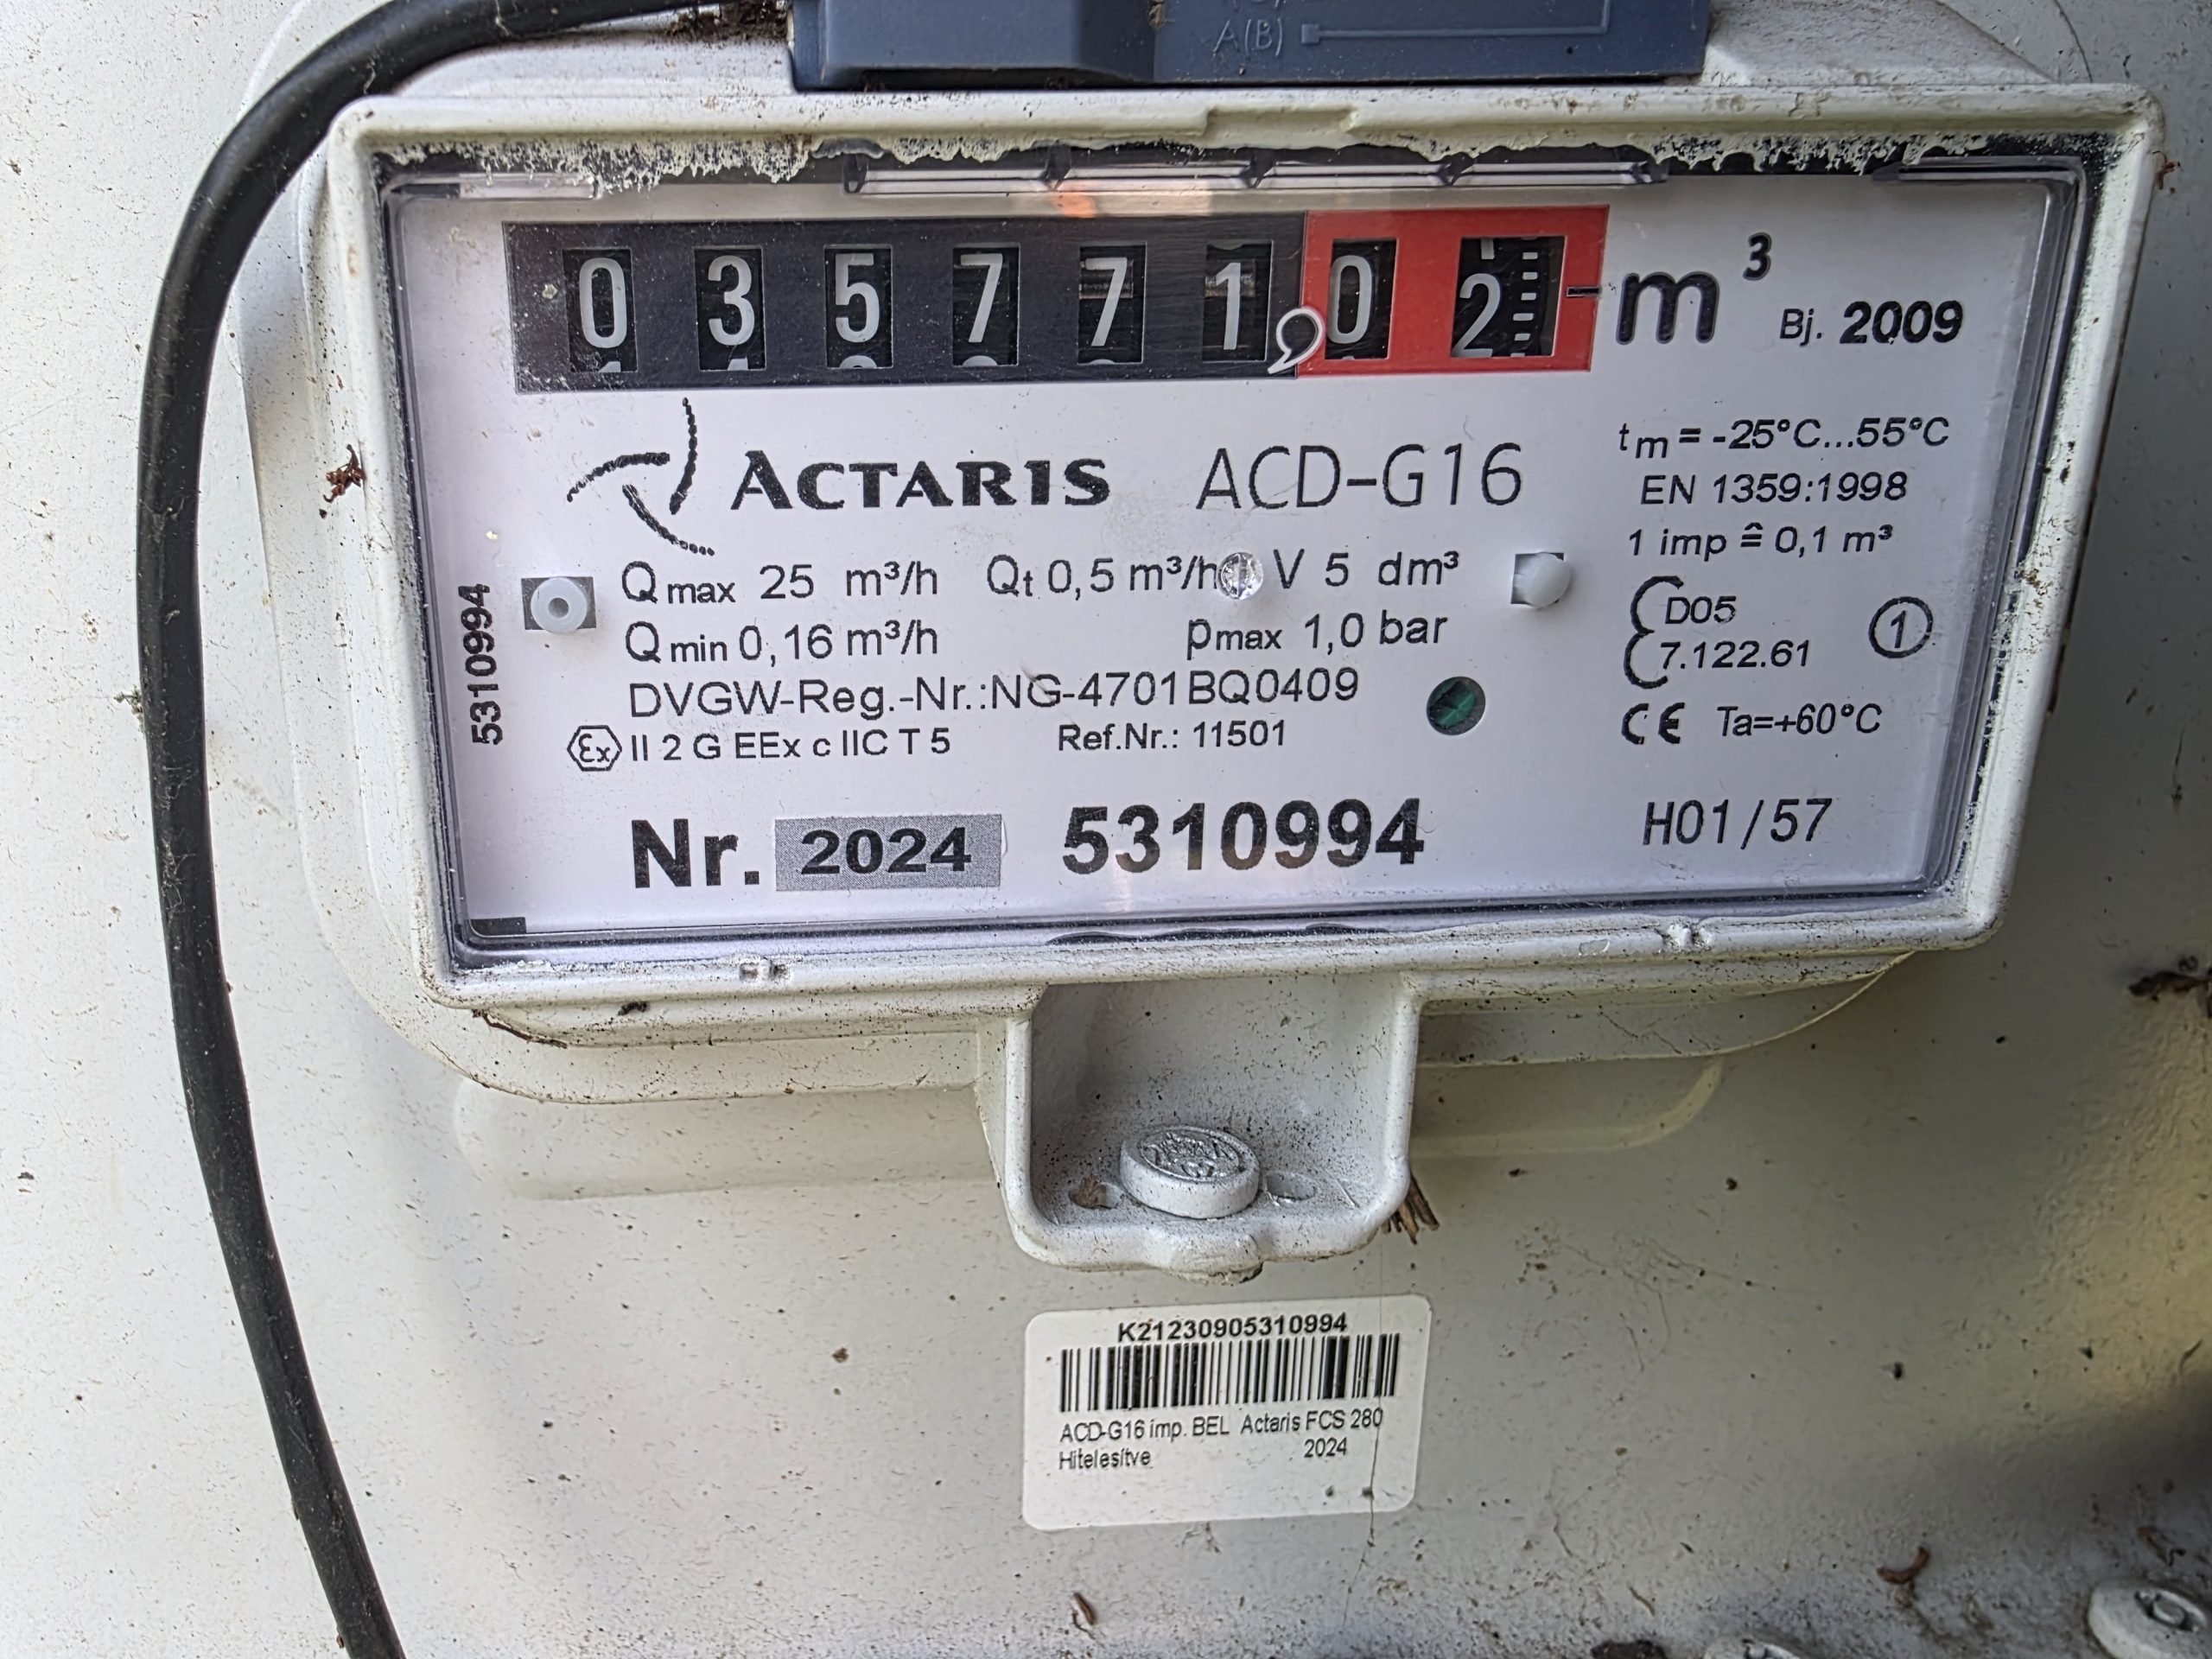 A(B)
0 3 5 7 7 1,0 2 m³ Bj. 2009
ACTARIS ACD-G16
tm = -25°C...55°C
EN 1359:1998
1 imp ≙ 0,1 m³
Qmax 25 m³/h Qt 0,5 m³/h V 5 dm³
Qmin 0,16 m³/h pmax 1,0 bar
DVGW-Reg.-Nr.:NG-4701BQ0409
Ex II 2 G EEx c IIC T 5 Ref.Nr.: 11501
D05
7.122.61
1
CE Ta=+60°C
5310994
Nr. 2024 5310994
H01/57
K21230905310994
ACD-G16 imp. BEL Actaris FCS 280
Hitelesítve 2024